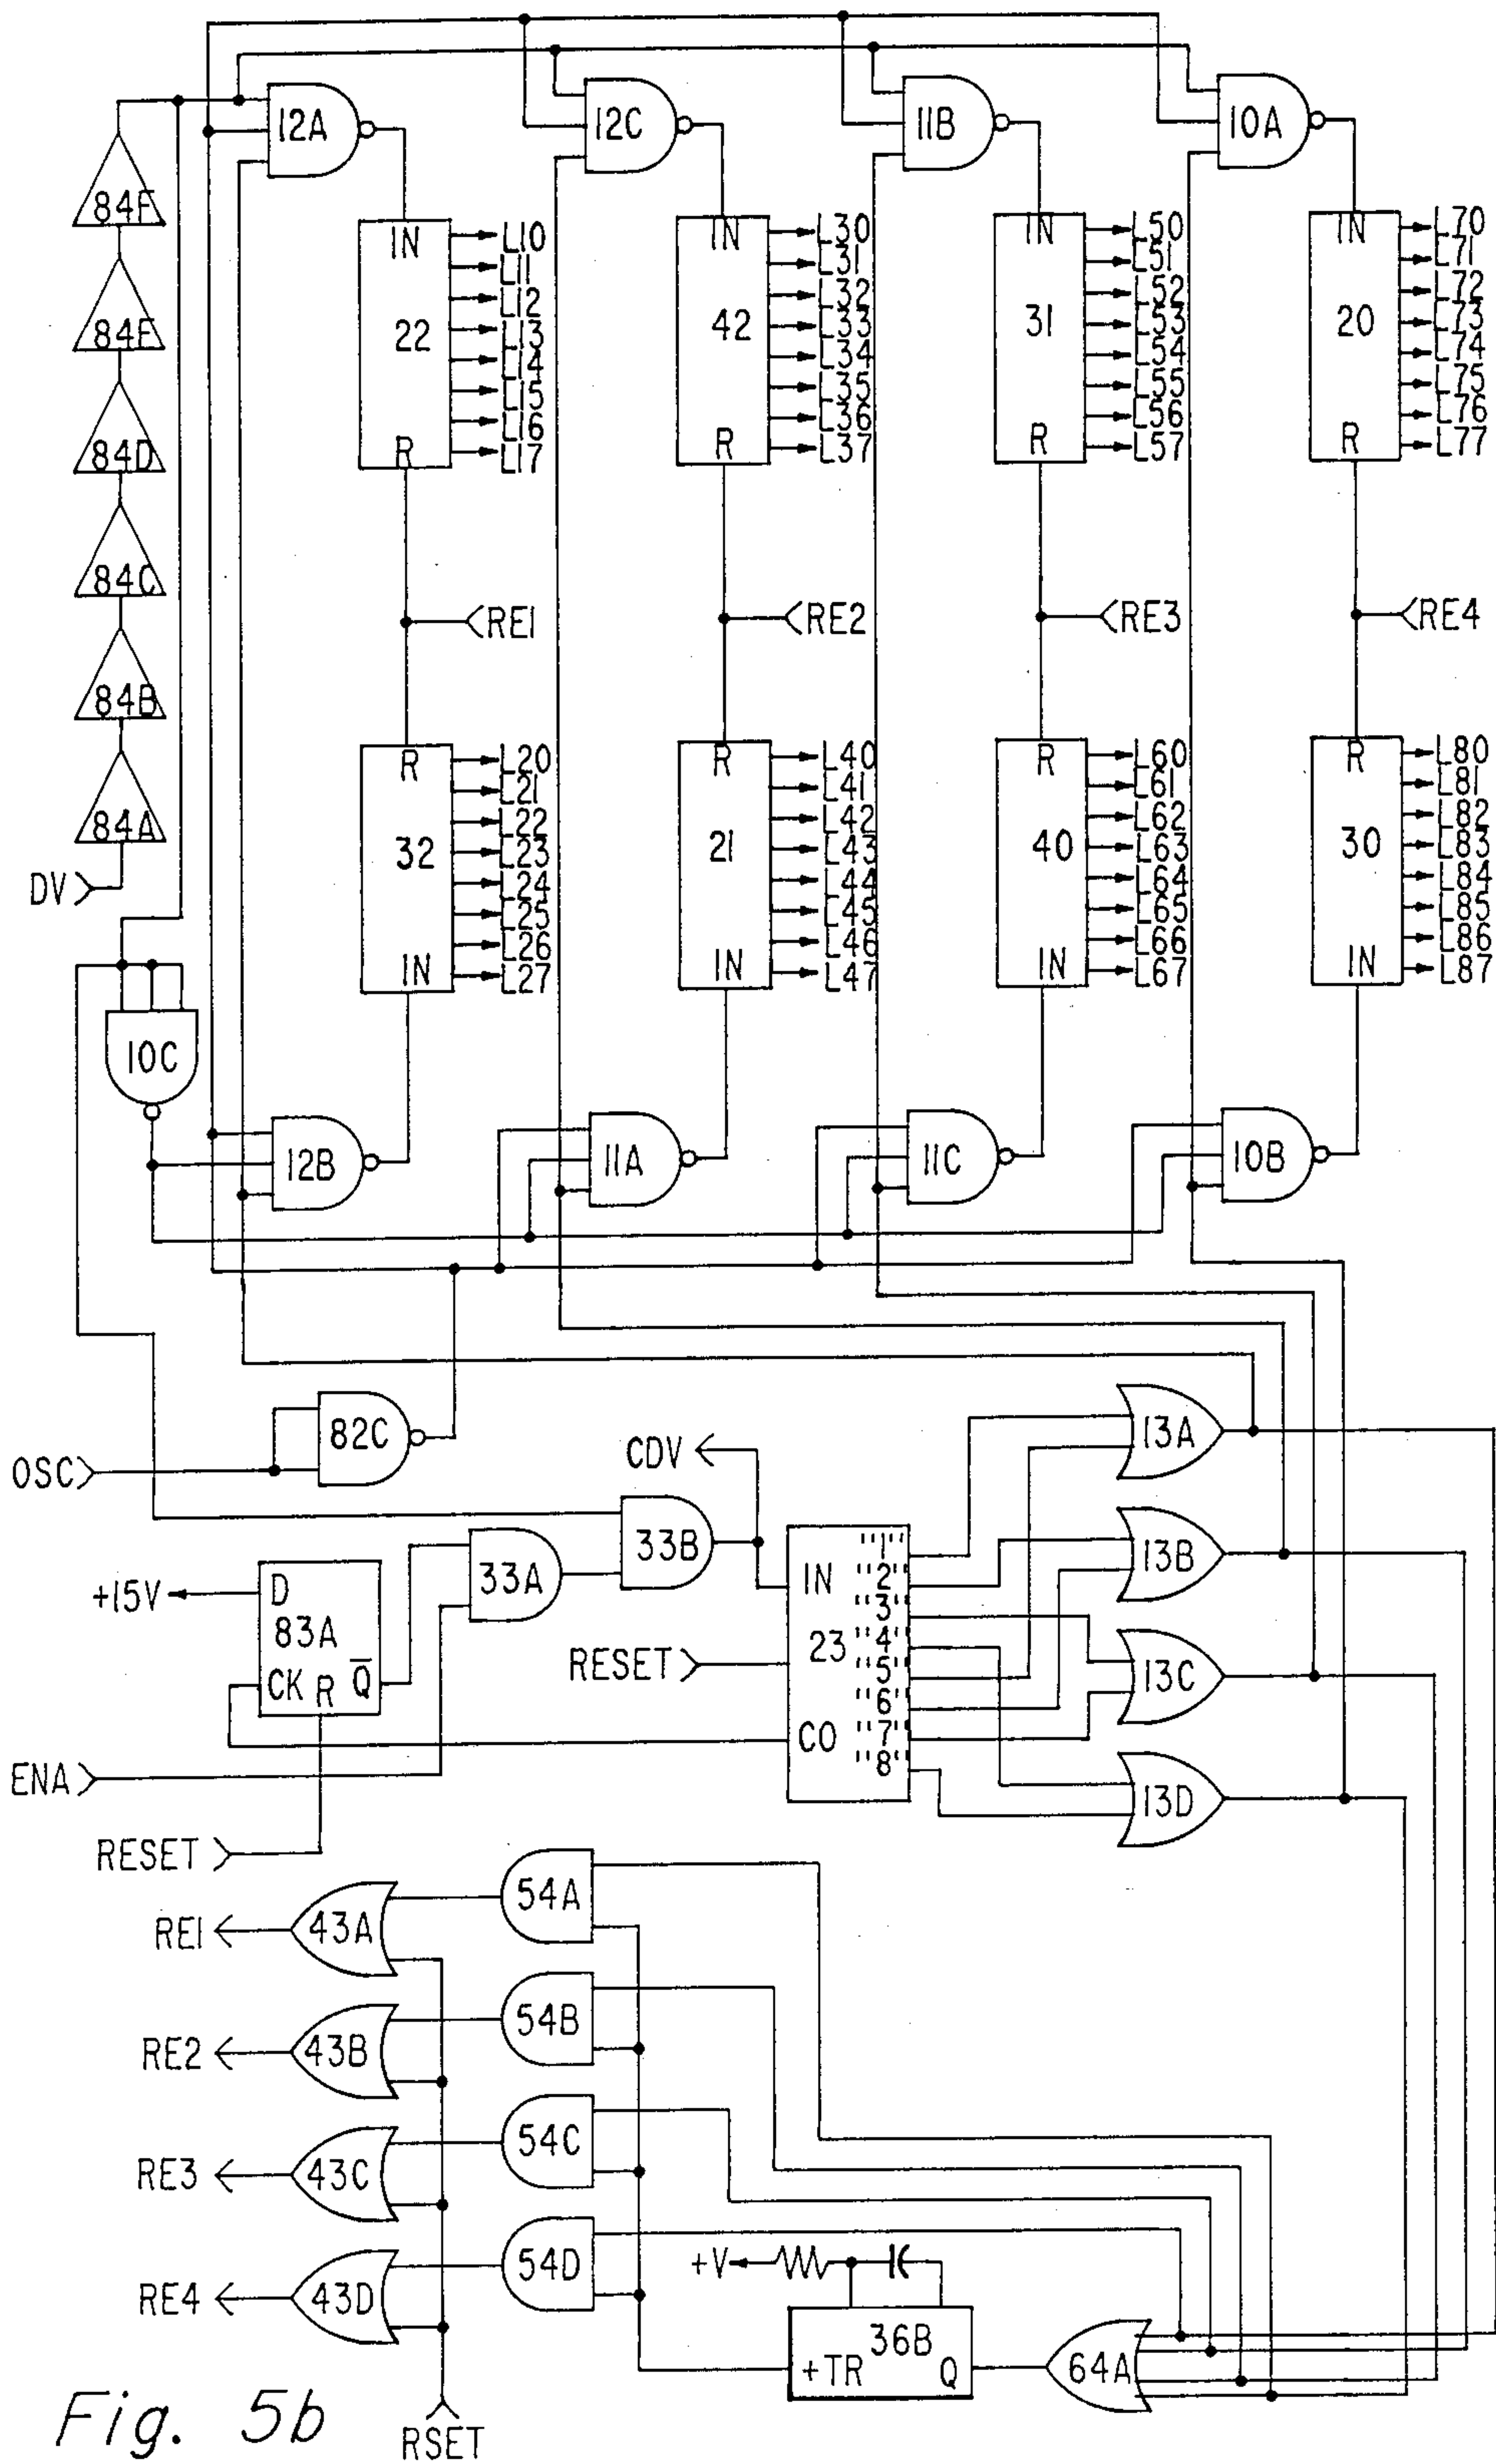 12A
12C
11B
10A
84F
84E
84D
84C
84B
84A
DV
IN
22
R
L10
L11
L12
L13
L14
L15
L16
L17
IN
42
R
L30
L31
L32
L33
L34
L35
L36
L37
IN
31
R
L50
L51
L52
L53
L54
L55
L56
L57
IN
20
R
L70
L71
L72
L73
L74
L75
L76
L77
RE1
RE2
RE3
RE4
R
32
IN
L20
L21
L22
L23
L24
L25
L26
L27
R
21
IN
L40
L41
L42
L43
L44
L45
L46
L47
R
40
IN
L60
L61
L62
L63
L64
L65
L66
L67
R
30
IN
L80
L81
L82
L83
L84
L85
L86
L87
10C
12B
11A
11C
10B
OSC
82C
CDV
13A
13B
13C
13D
33A
33B
+15V
D
83A
CK R Q̅
RESET
IN
23
CO
"1"
"2"
"3"
"4"
"5"
"6"
"7"
"8"
ENA
RESET
RE1
43A
54A
RE2
43B
54B
RE3
43C
54C
RE4
43D
54D
+V
36B
+TR Q
64A
RSET
Fig. 5b